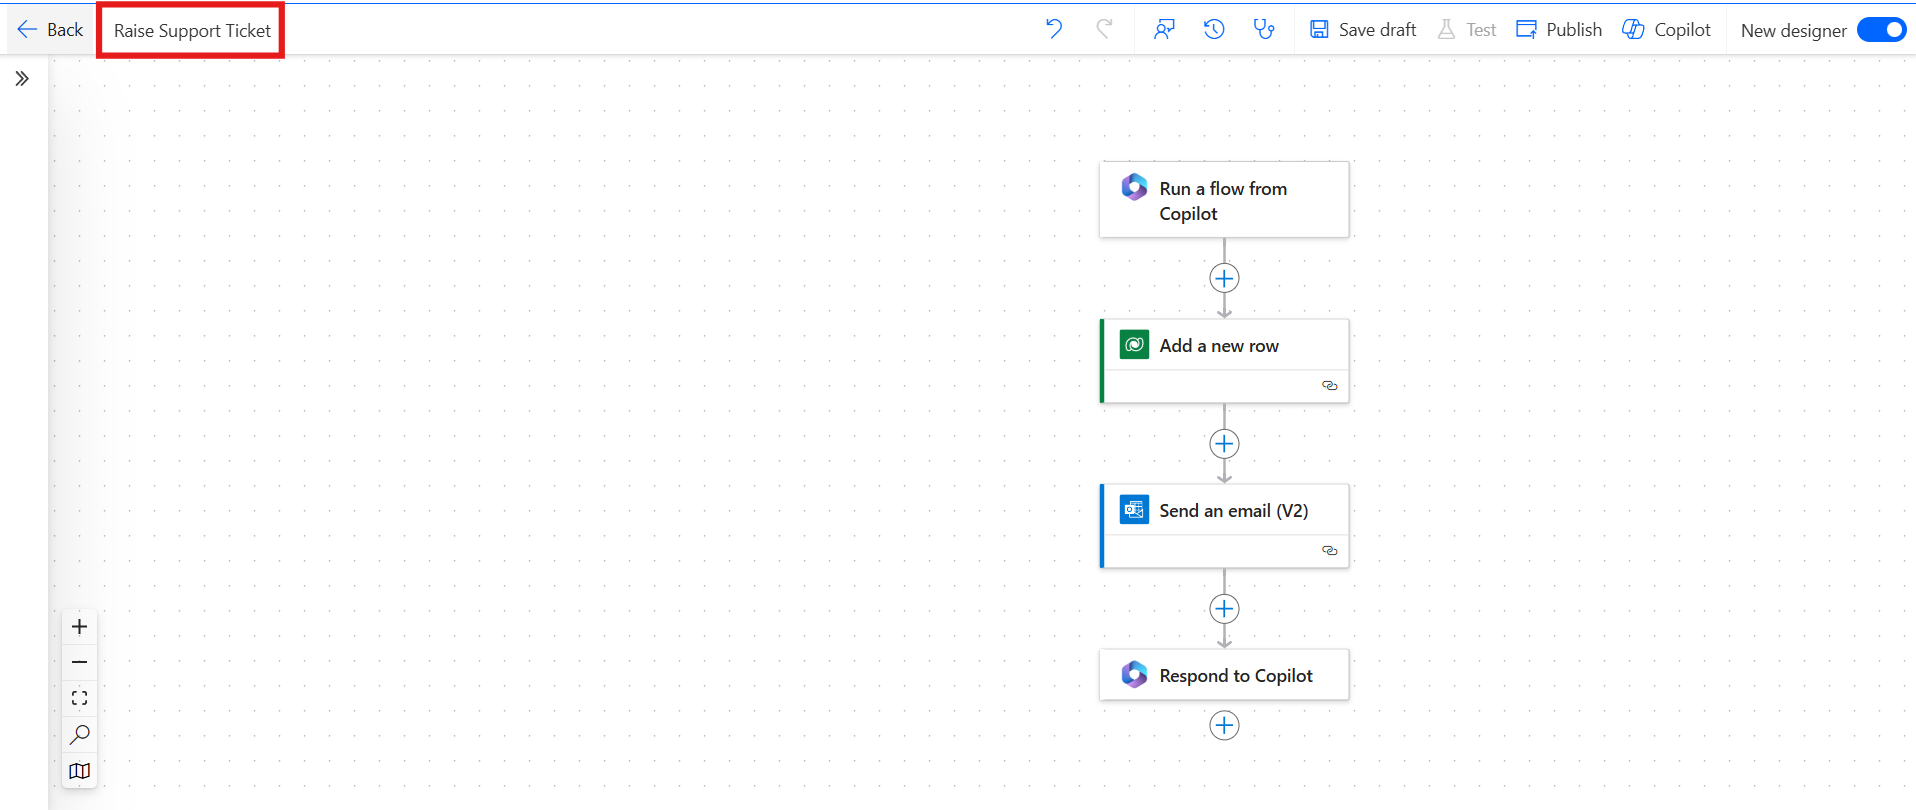 Back
Raise Support Ticket
Save draft
Test
Publish
Copilot
New designer
Run a flow from
Copilot
Add a new row
Send an email (V2)
Respond to Copilot